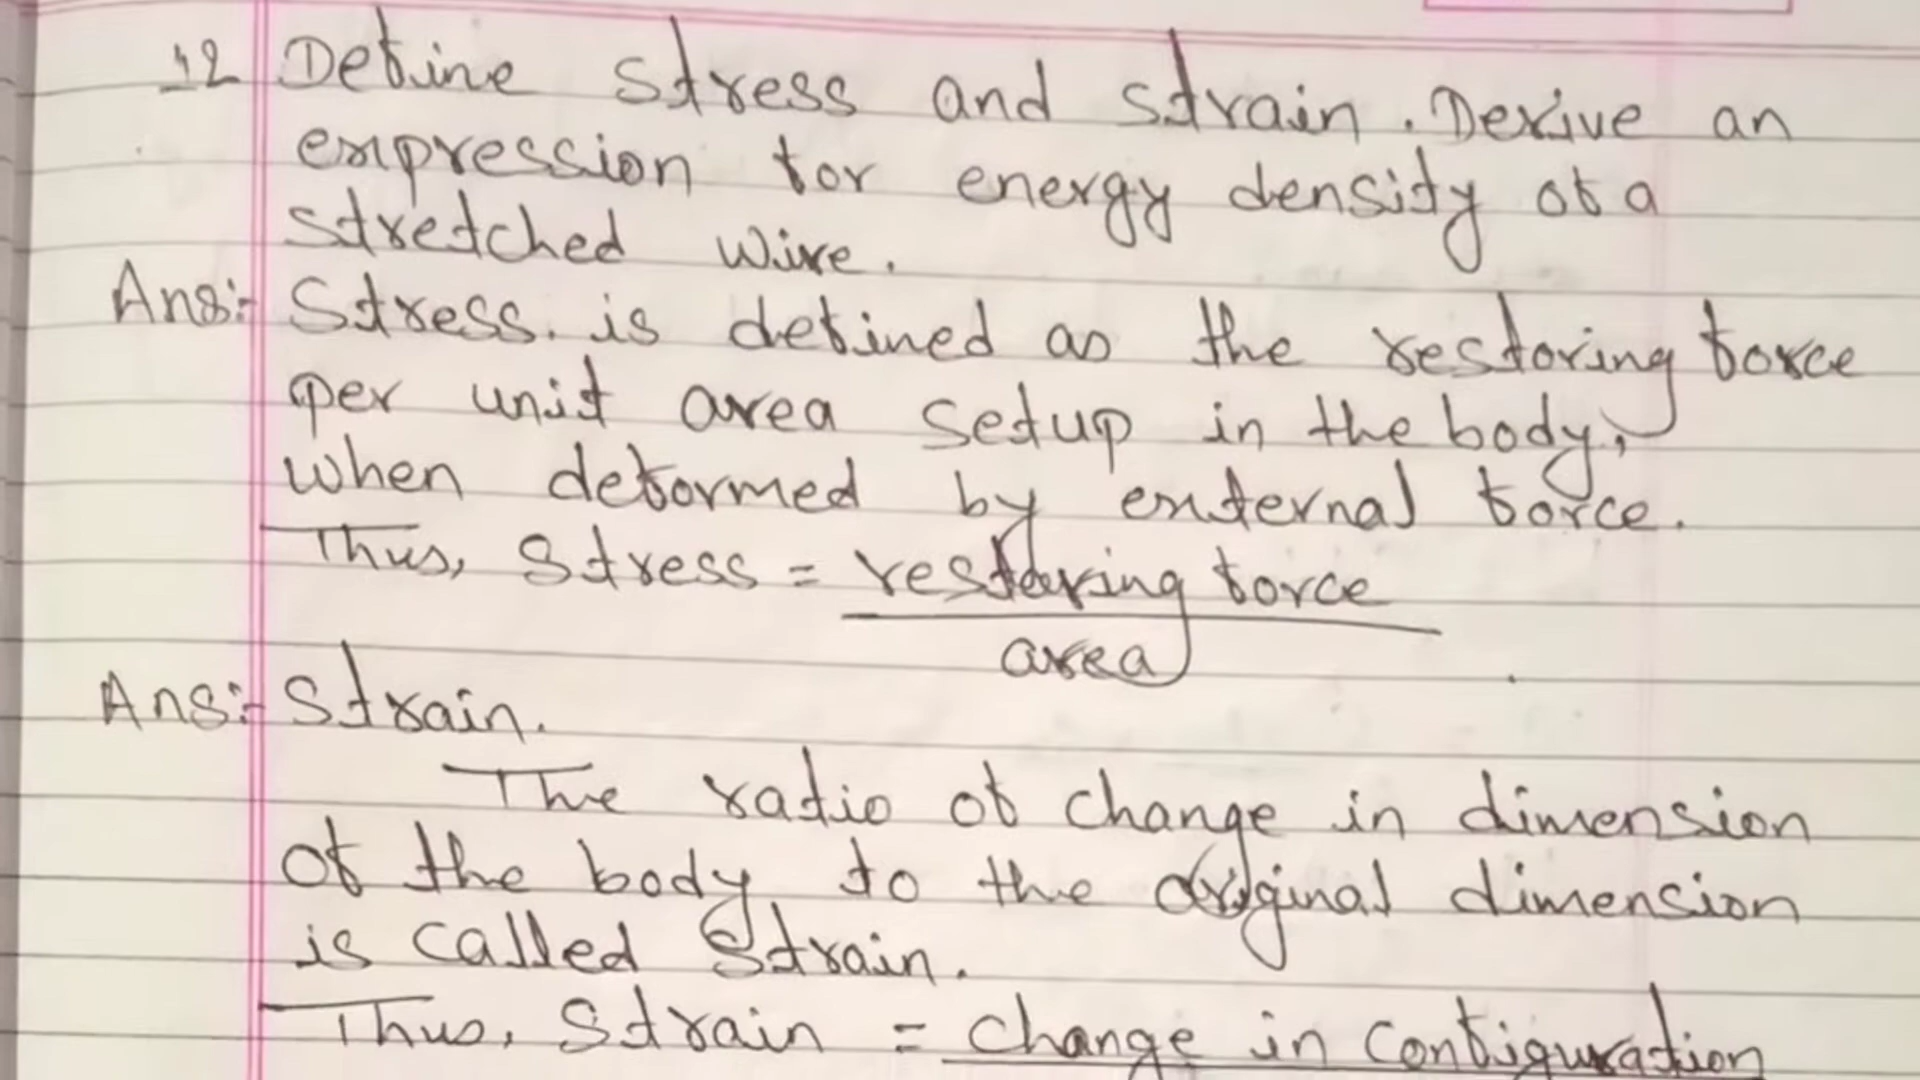 12 Define stress and strain. Derive an
expression for energy density of a
stretched wire.
Ans:- Stress. is defined as the restoring force
per unit area setup in the body,
when deformed by external force.
Thus, Stress = restoring force
area
Ans:- Strain.
The ratio of change in dimension
of the body to the original dimension
is called Strain.
Thus, Strain = Change in Configuration